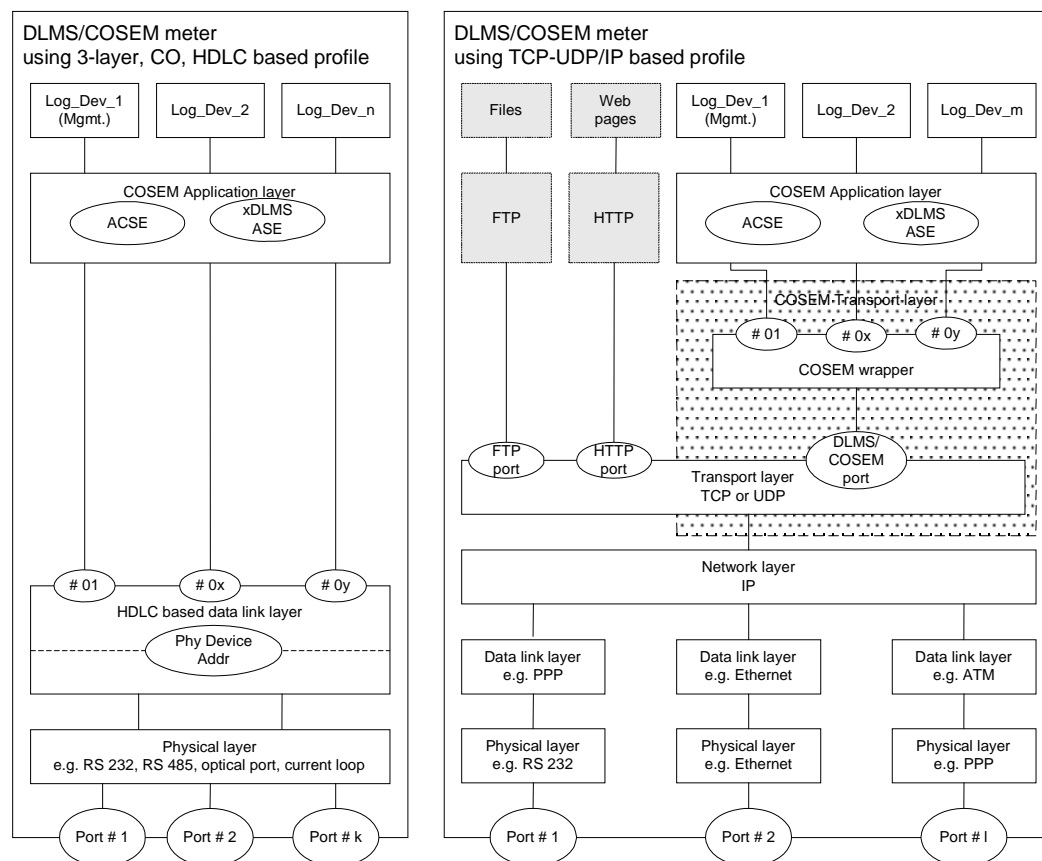 DLMS/COSEM meter
using 3-layer, CO, HDLC based profile
Log_Dev_1
(Mgmt.)
Log_Dev_2
Log_Dev_n
COSEM Application layer
ACSE
xDLMS
ASE
# 01
# 0x
# 0y
HDLC based data link layer
Phy Device
Addr
Physical layer
e.g. RS 232, RS 485, optical port, current loop
Port # 1
Port # 2
Port # k
DLMS/COSEM meter
using TCP-UDP/IP based profile
Files
Web
pages
Log_Dev_1
(Mgmt.)
Log_Dev_2
Log_Dev_m
FTP
HTTP
COSEM Application layer
ACSE
xDLMS
ASE
COSEM Transport layer
# 01
# 0x
# 0y
COSEM wrapper
FTP
port
HTTP
port
DLMS/
COSEM
port
Transport layer
TCP or UDP
Network layer
IP
Data link layer
e.g. PPP
Data link layer
e.g. Ethernet
Data link layer
e.g. ATM
Physical layer
e.g. RS 232
Physical layer
e.g. Ethernet
Physical layer
e.g. PPP
Port # 1
Port # 2
Port # l